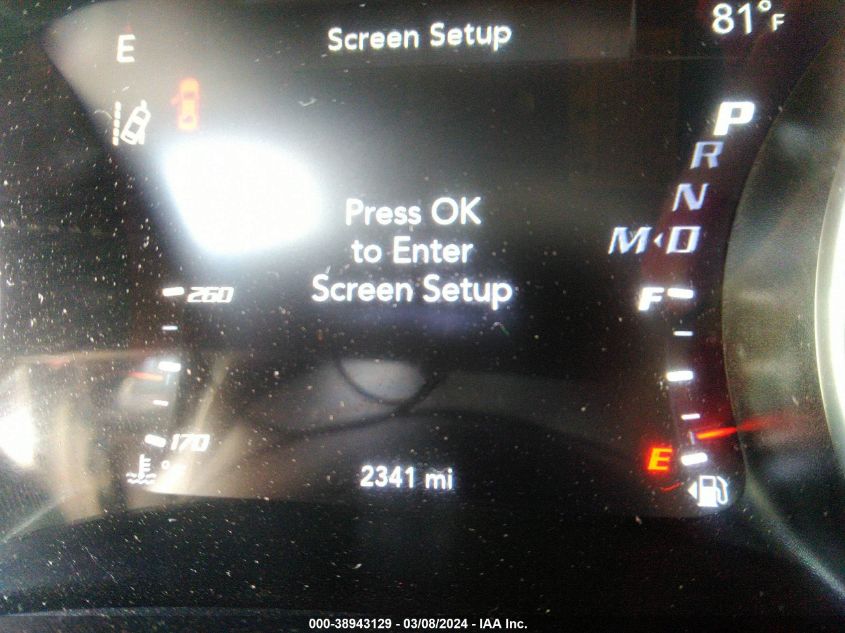 E
Screen Setup
81°F
P
R
N
M◂D
Press OK
to Enter
Screen Setup
260
F
170
E
2341 mi
000-38943129 - 03/08/2024 - IAA Inc.